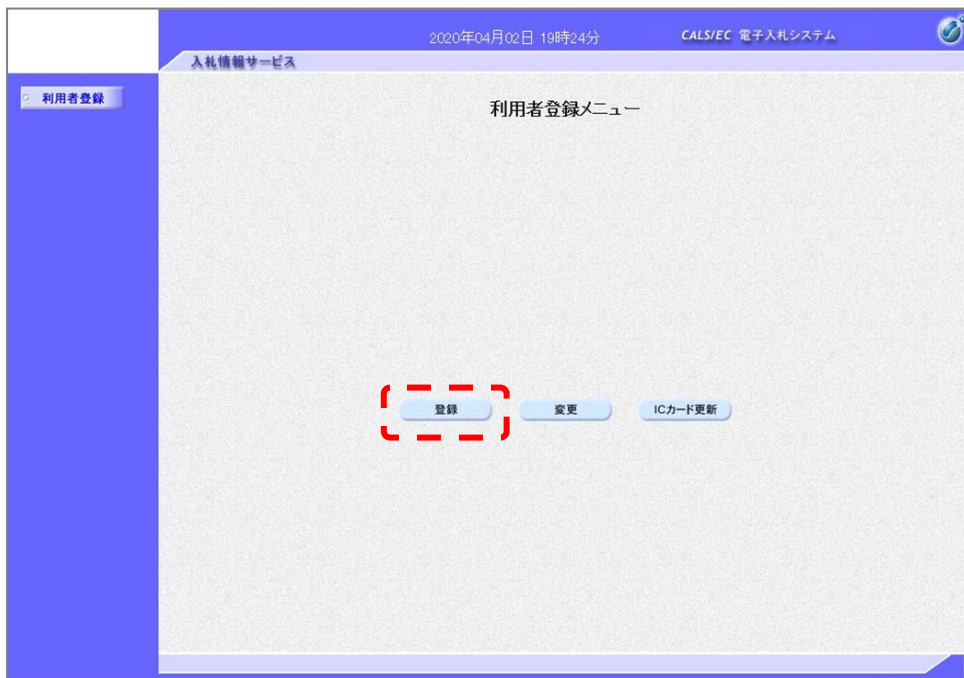 2020年04月02日 19時24分
CALS/EC 電子入札システム
入札情報サービス
利用者登録
利用者登録メニュー
登録
変更
ICカード更新